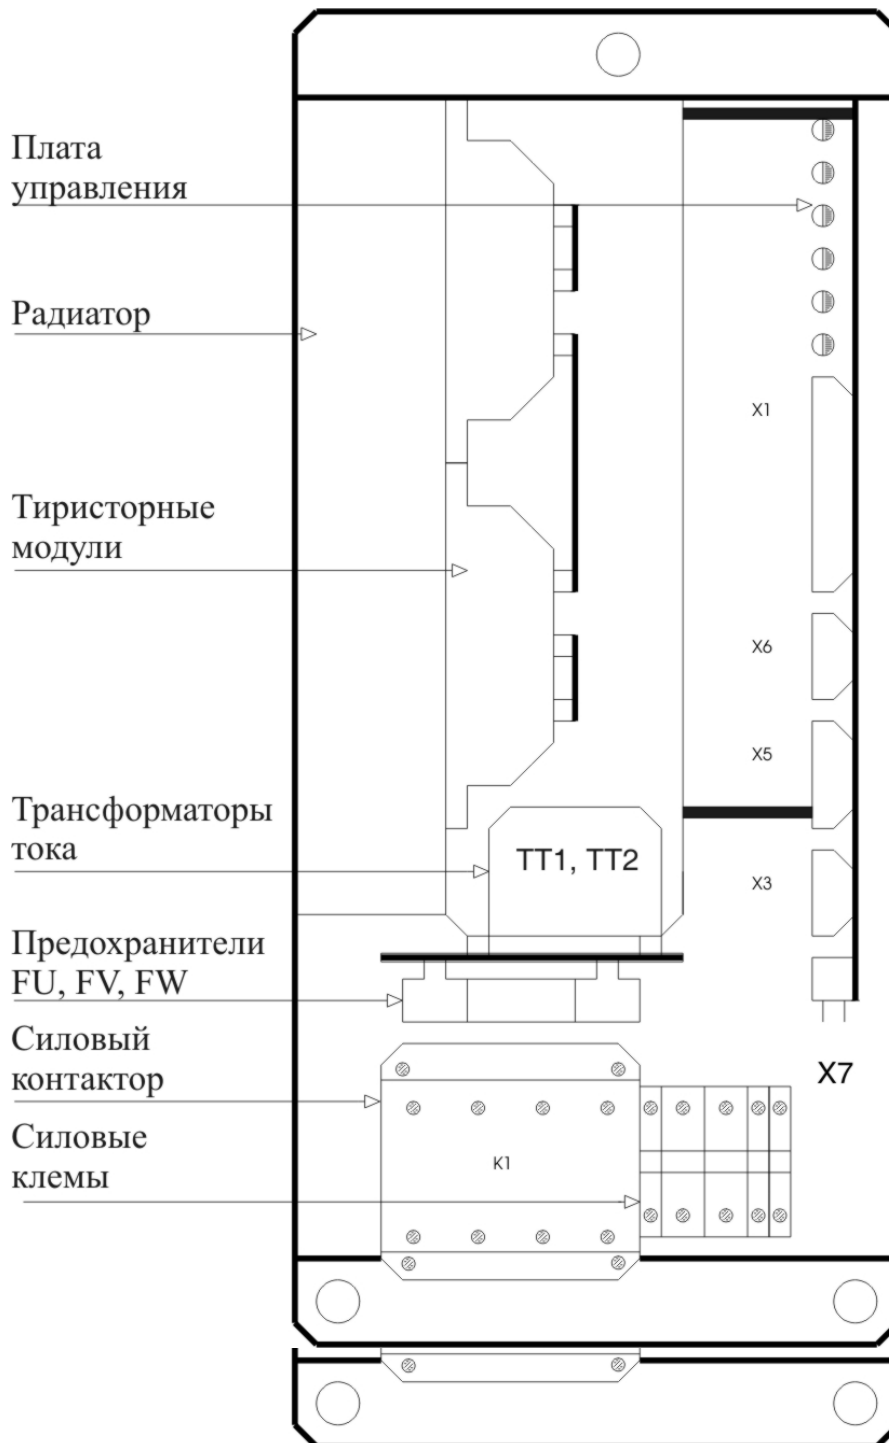 Плата
управления
Радиатор
X1
Тиристорные
модули
X6
X5
Трансформаторы
тока
TT1, TT2
X3
Предохранители
FU, FV, FW
Силовый
контактор
X7
Силовые
клемы
K1